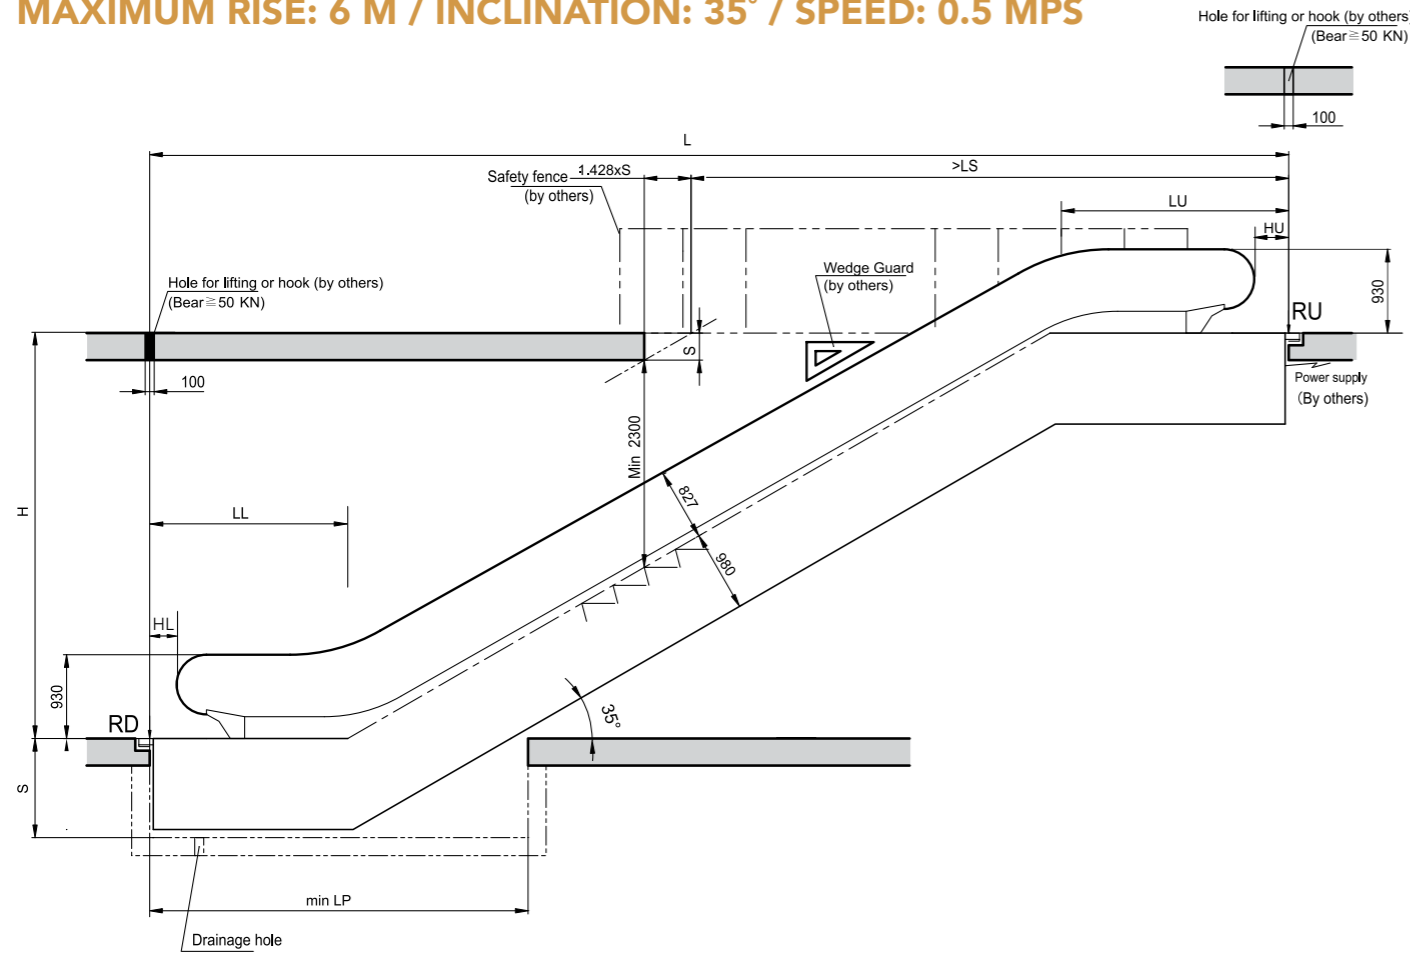 MAXIMUM RISE: 6 M / INCLINATION: 35° / SPEED: 0.5 MPS
Hole for lifting or hook (by others
(Bear≧50 KN)
100
L
>LS
Safety fence
1.428xS
(by others)
LU
HU
Hole for lifting or hook (by others)
(Bear≧50 KN)
Wedge Guard
(by others)
930
RU
S
100
Power supply
(By others)
Min 2300
H
827
LL
980
HL
930
RD
35°
S
min LP
Drainage hole